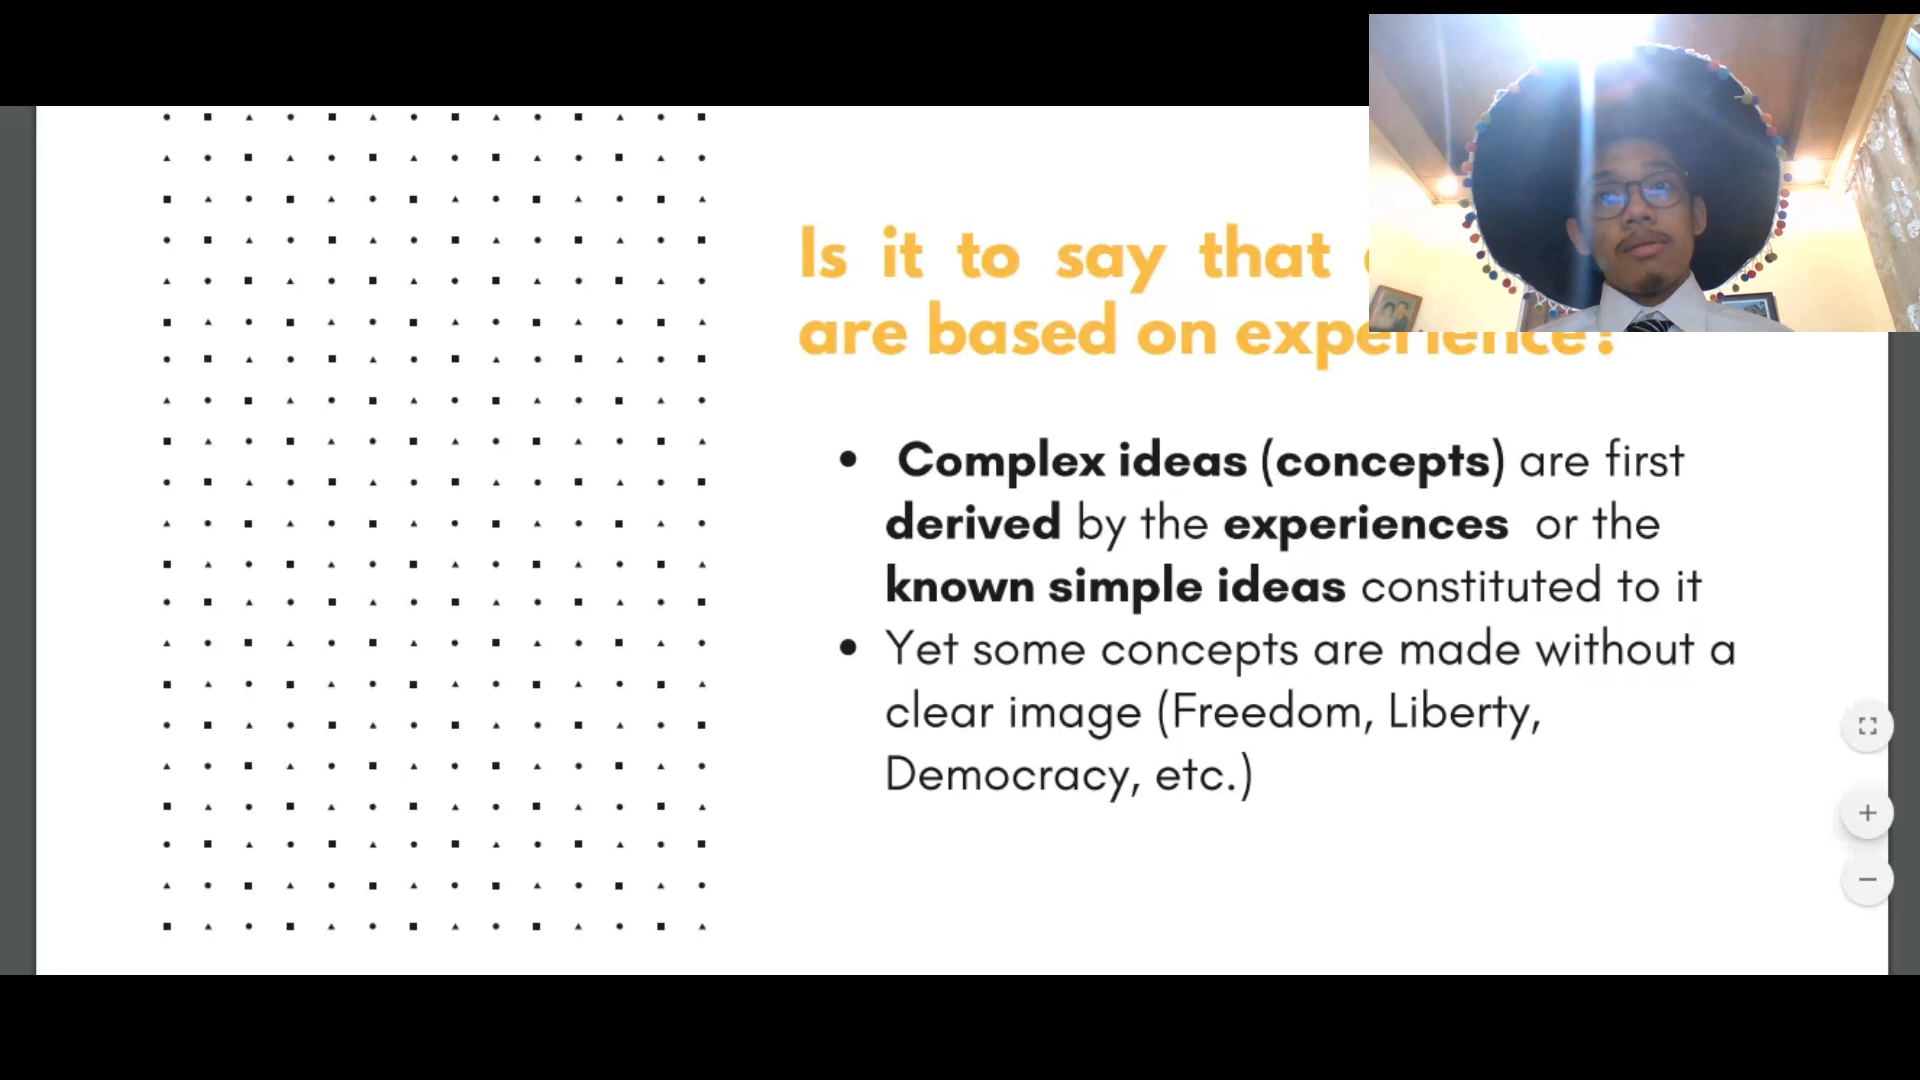 Is it to say that
are based on experience?
Complex ideas (concepts) are first
derived by the experiences or the
known simple ideas constituted to it
Yet some concepts are made without a
clear image (Freedom, Liberty,
Democracy, etc.)